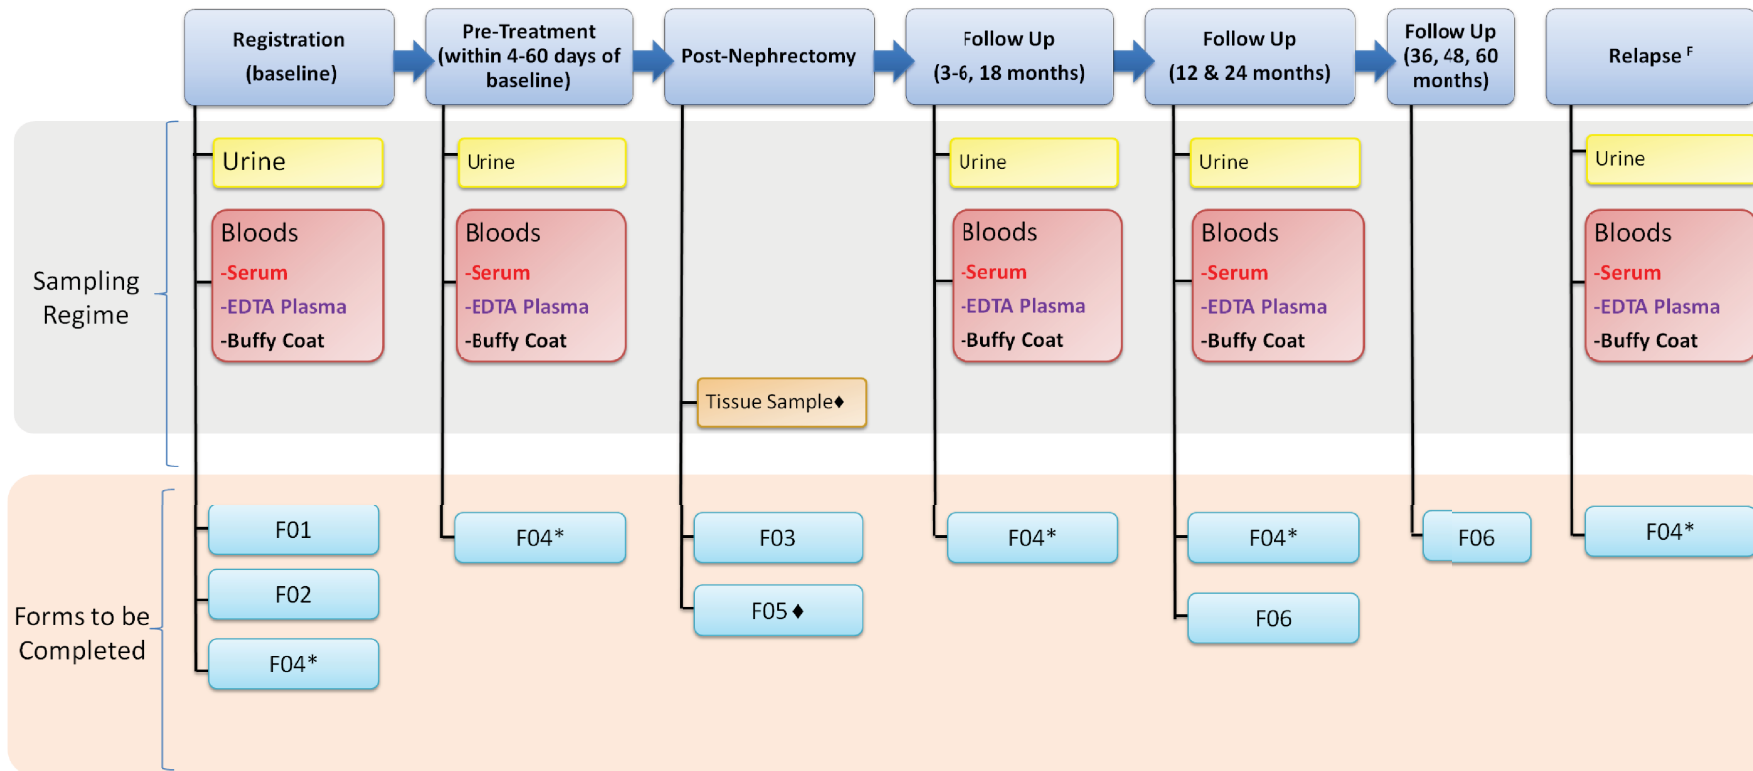 Registration
(baseline)
Pre-Treatment
(within 4-60 days of
baseline)
Post-Nephrectomy
Follow Up
(3-6, 18 months)
Follow Up
(12 & 24 months)
Follow Up
(36, 48, 60
months)
Relapse F
Sampling
Regime
Urine
Bloods
-Serum
-EDTA Plasma
-Buffy Coat
Urine
Bloods
-Serum
-EDTA Plasma
-Buffy Coat
Tissue Sample♦
Urine
Bloods
-Serum
-EDTA Plasma
-Buffy Coat
Urine
Bloods
-Serum
-EDTA Plasma
-Buffy Coat
Urine
Bloods
-Serum
-EDTA Plasma
-Buffy Coat
Forms to be
Completed
F01
F02
F04*
F04*
F03
F05♦
F04*
F04*
F06
F06
F04*